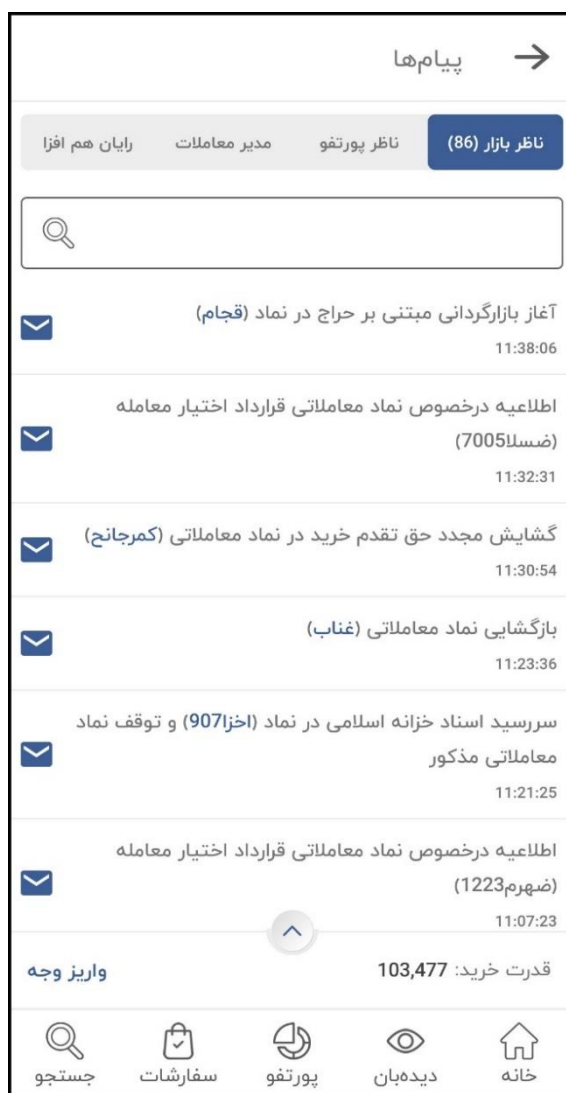 پیام‌ها
ناظر بازار (86) ناظر پورتفو مدیر معاملات رایان هم افزا
آغاز بازارگردانی مبتنی بر حراج در نماد (قجام)
11:38:06
اطلاعیه درخصوص نماد معاملاتی قرارداد اختیار معامله
(ضسلا7005)
11:32:31
گشایش مجدد حق تقدم خرید در نماد معاملاتی (کمرجانح)
11:30:54
بازگشایی نماد معاملاتی (غناب)
11:23:36
سررسید اسناد خزانه اسلامی در نماد (اخزا907) و توقف نماد
معاملاتی مذکور
11:21:25
اطلاعیه درخصوص نماد معاملاتی قرارداد اختیار معامله
(ضهرم1223)
11:07:23
قدرت خرید: 103,477 واریز وجه
خانه دیده‌بان پورتفو سفارشات جستجو